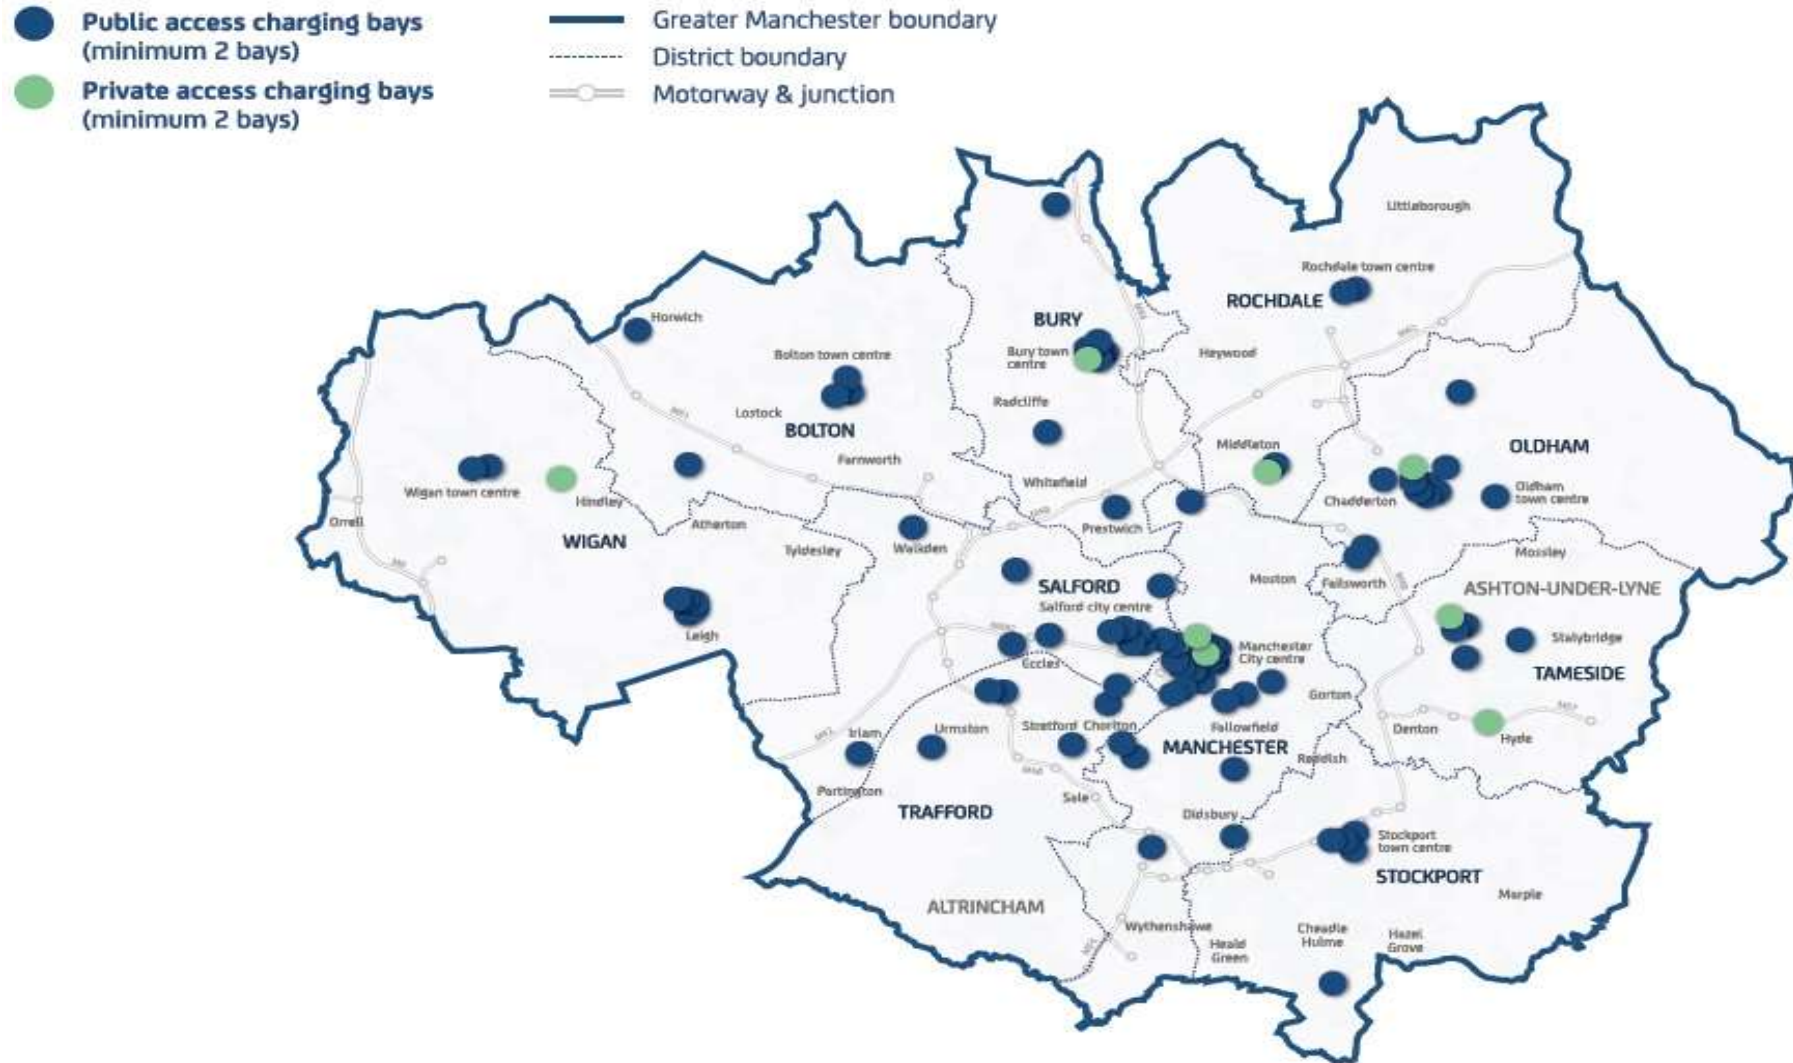 Public access charging bays
(minimum 2 bays)
Private access charging bays
(minimum 2 bays)
Greater Manchester boundary
District boundary
Motorway & junction
Littleborough
Rochdale town centre
ROCHDALE
Horwich
BURY
Bury town
centre
Heywood
Bolton town centre
Lostock
BOLTON
Radcliffe
Middleton
OLDHAM
Farnworth
Whitefield
Wigan town centre
Hindley
Chadderton
Oldham
town centre
Orrell
Atherton
Prestwich
WIGAN
Tyldesley
Walkden
Mossley
Moston
Failsworth
SALFORD
ASHTON-UNDER-LYNE
Salford city centre
Leigh
Stalybridge
Manchester
City centre
Eccles
TAMESIDE
Gorton
Irlam
Urmston
Stretford
Chorlton
Fallowfield
Denton
Hyde
MANCHESTER
Reddish
Partington
Sale
TRAFFORD
Didsbury
Stockport
town centre
STOCKPORT
Marple
ALTRINCHAM
Wythenshawe
Heald
Green
Cheadle
Hulme
Hazel
Grove